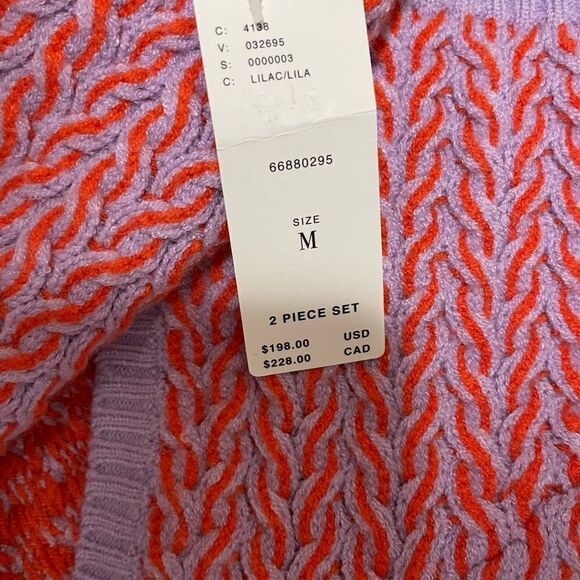 C: 4138
V: 032695
S: 0000003
C: LILAC/LILA
66880295
SIZE
M
2 PIECE SET
$198.00 USD
$228.00 CAD